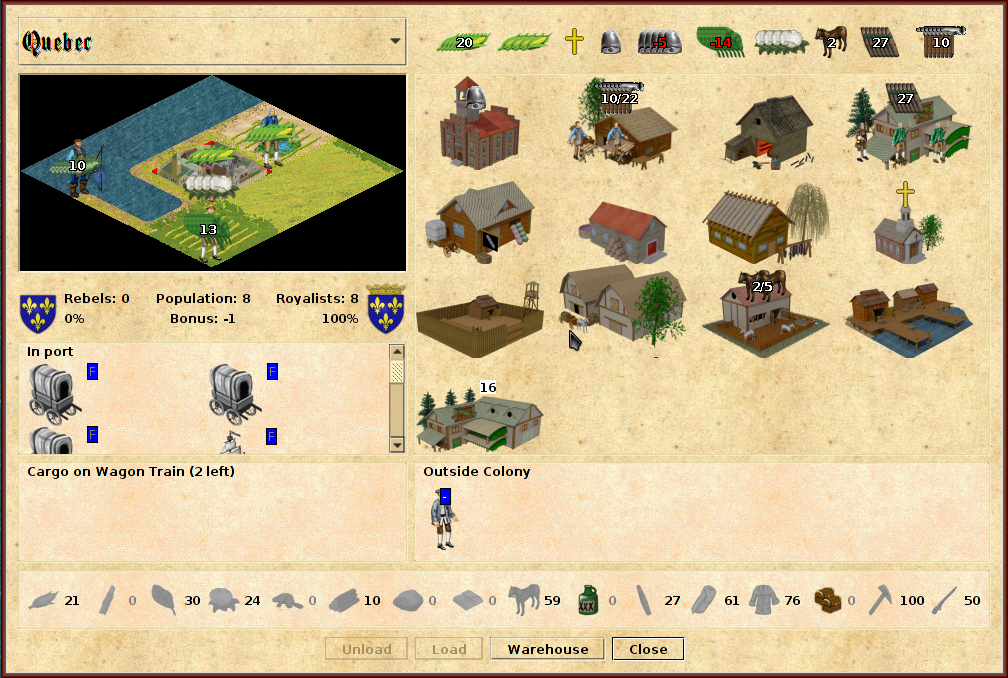 Quebec
20 -5 -14 2 27 10
10/22 27
10
13
Rebels: 0 Population: 8 Royalists: 8
0% Bonus: -1 100%
2/5
In port
F F
F F
16
Cargo on Wagon Train (2 left) Outside Colony
-
21 0 30 24 0 10 0 0 59 0 27 61 76 0 100 50
Unload Load Warehouse Close